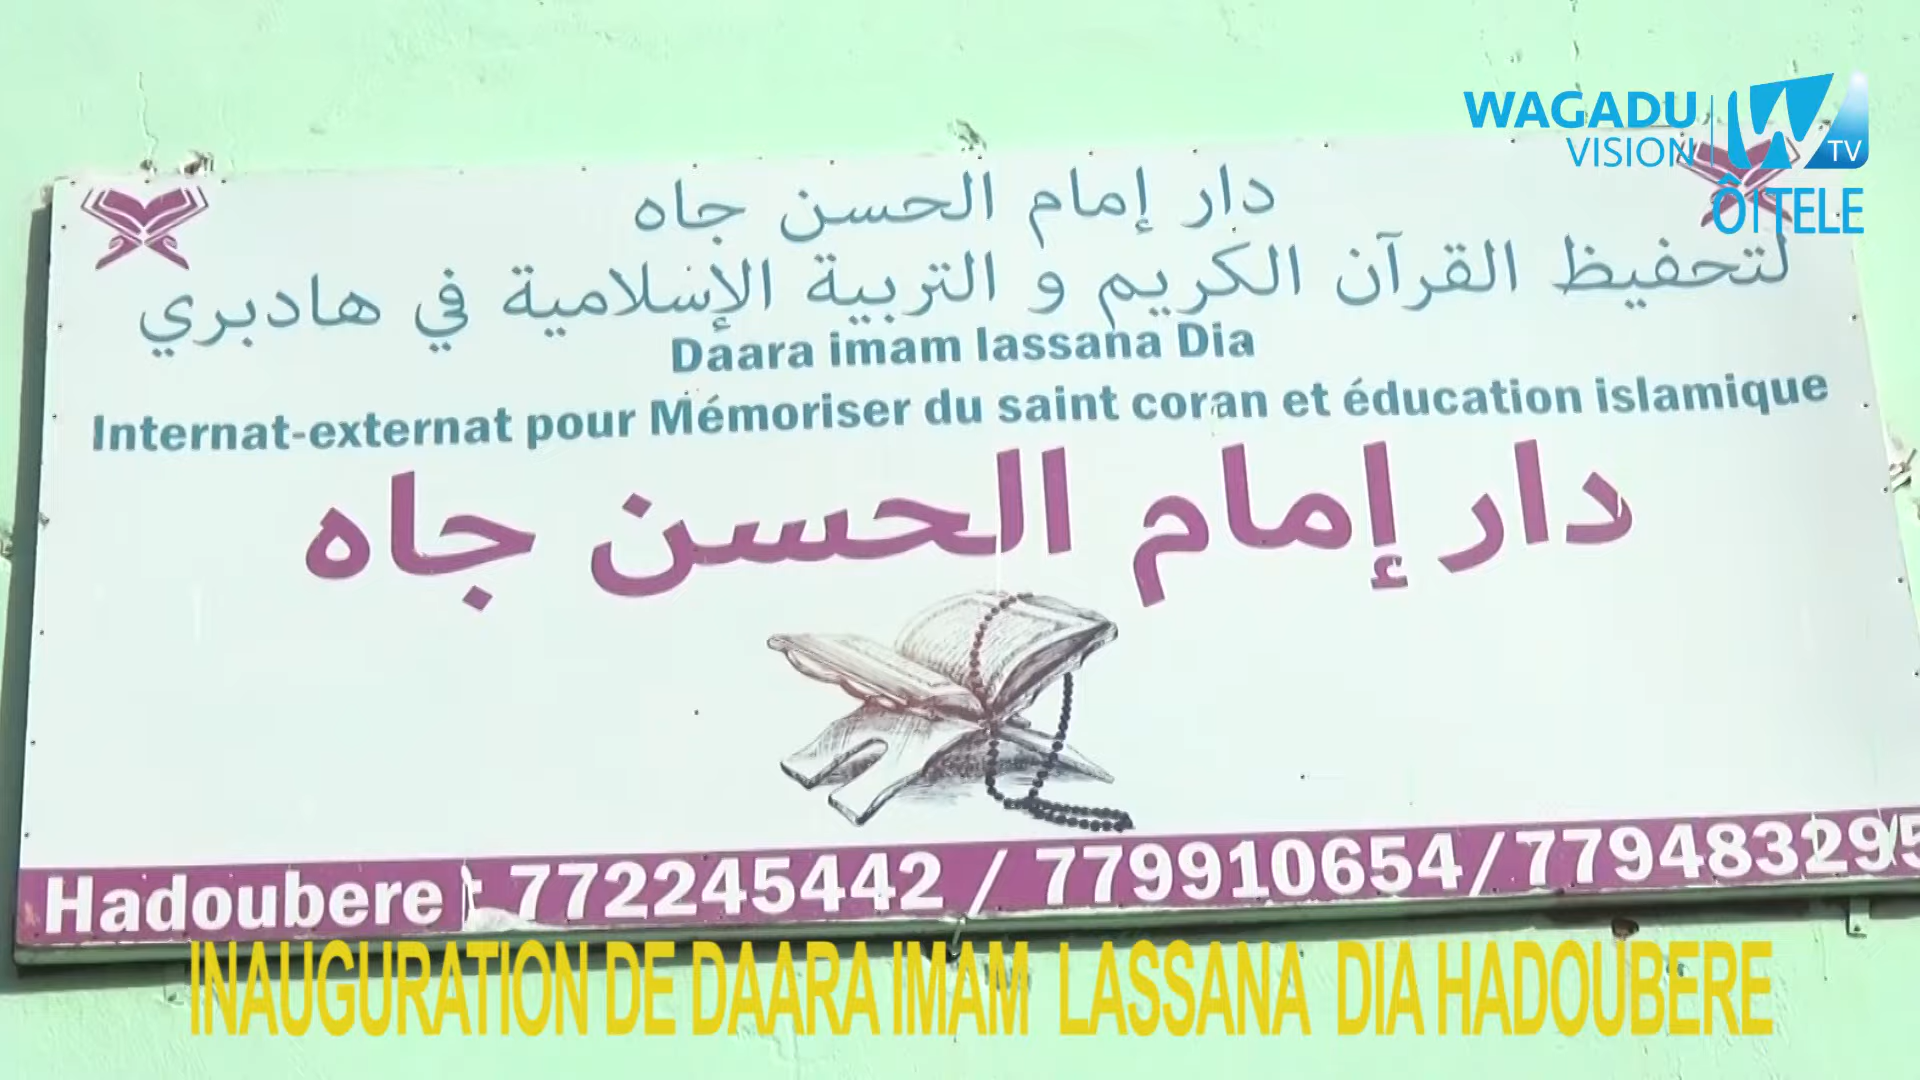 WAGADU
VISION
TV
ÔITELE
دار إمام الحسن جاه
لتحفيظ القرآن الكريم و التربية الإسلامية في هادبري
Daara imam lassana Dia
Internat-externat pour Mémoriser du saint coran et éducation islamique
دار إمام الحسن جاه
Hadoubere : 772245442 / 779910654/779483295
INAUGURATION DE DAARA IMAM LASSANA DIA HADOUBERE